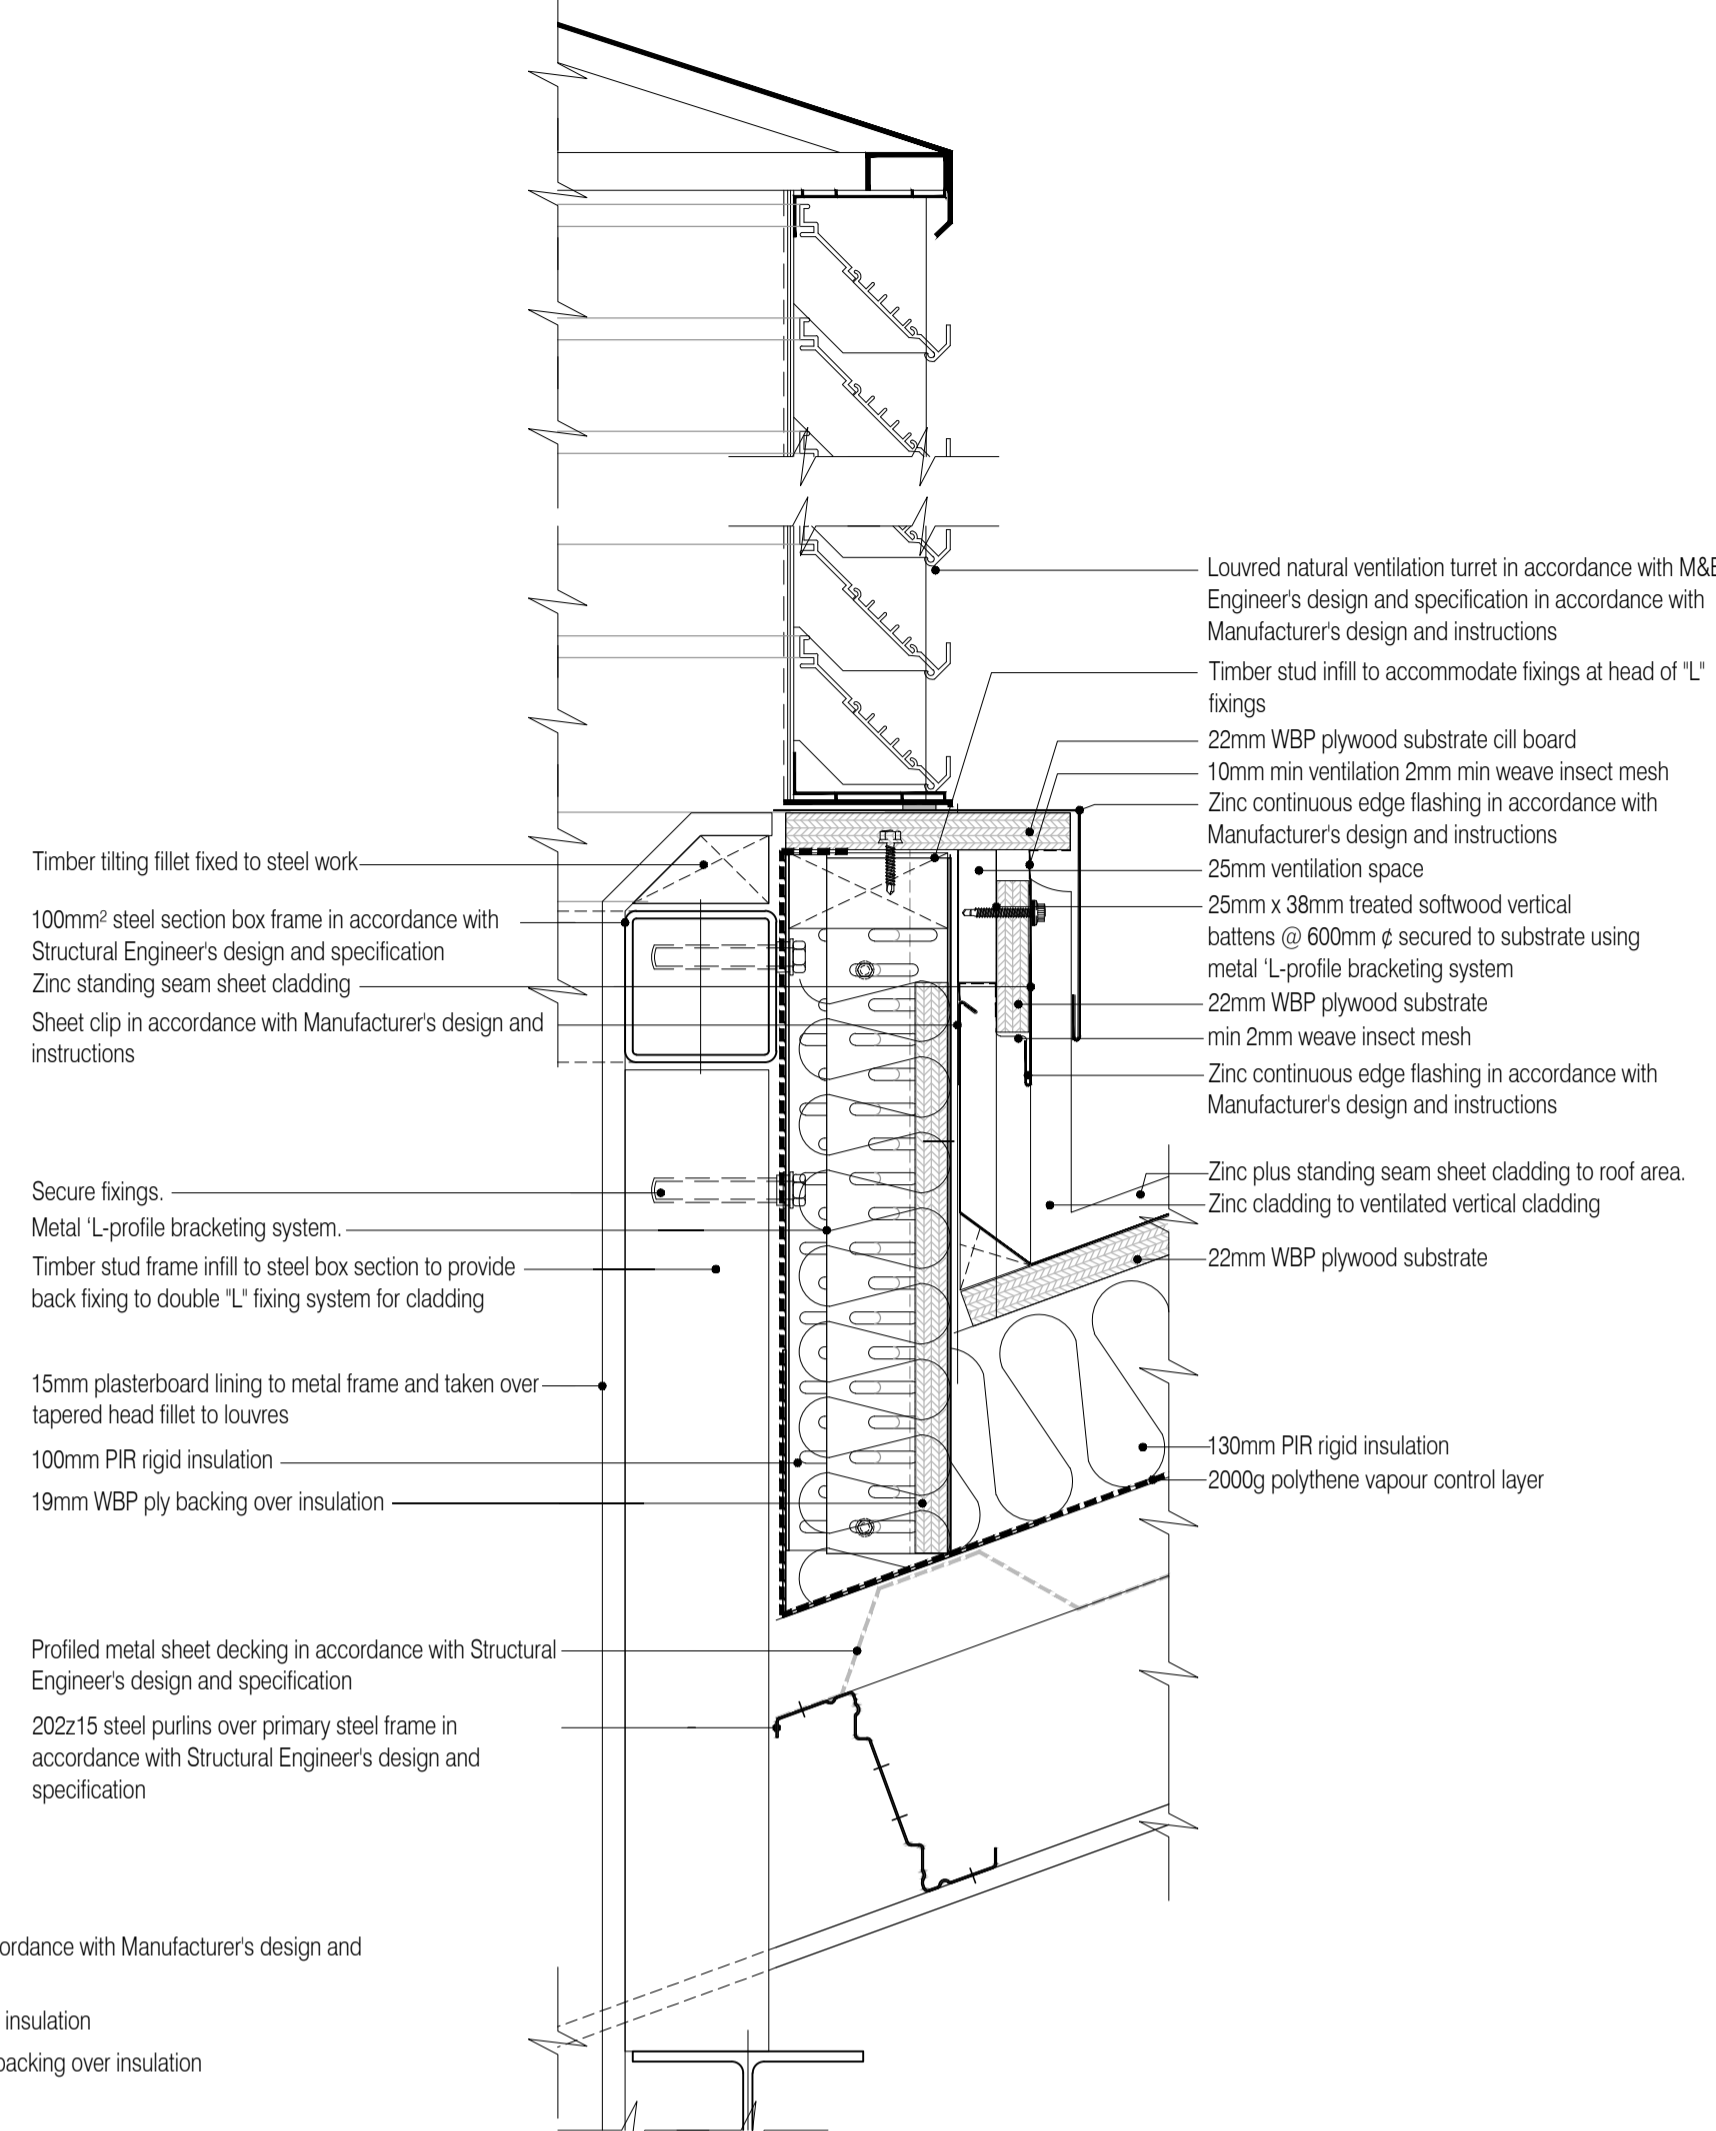 Louvred natural ventilation turret in accordance with M&E
Engineer's design and specification in accordance with
Manufacturer's design and instructions
Timber stud infill to accommodate fixings at head of "L"
fixings
22mm WBP plywood substrate cill board
10mm min ventilation 2mm min weave insect mesh
Zinc continuous edge flashing in accordance with
Manufacturer's design and instructions
25mm ventilation space
25mm x 38mm treated softwood vertical
battens @ 600mm ¢ secured to substrate using
metal ‘L-profile bracketing system
22mm WBP plywood substrate
min 2mm weave insect mesh
Zinc continuous edge flashing in accordance with
Manufacturer's design and instructions
Zinc plus standing seam sheet cladding to roof area.
Zinc cladding to ventilated vertical cladding
22mm WBP plywood substrate
130mm PIR rigid insulation
2000g polythene vapour control layer
Timber tilting fillet fixed to steel work
100mm² steel section box frame in accordance with
Structural Engineer's design and specification
Zinc standing seam sheet cladding
Sheet clip in accordance with Manufacturer's design and
instructions
Secure fixings.
Metal ‘L-profile bracketing system.
Timber stud frame infill to steel box section to provide
back fixing to double "L" fixing system for cladding
15mm plasterboard lining to metal frame and taken over
tapered head fillet to louvres
100mm PIR rigid insulation
19mm WBP ply backing over insulation
Profiled metal sheet decking in accordance with Structural
Engineer's design and specification
202z15 steel purlins over primary steel frame in
accordance with Structural Engineer's design and
specification
ordance with Manufacturer's design and
insulation
backing over insulation